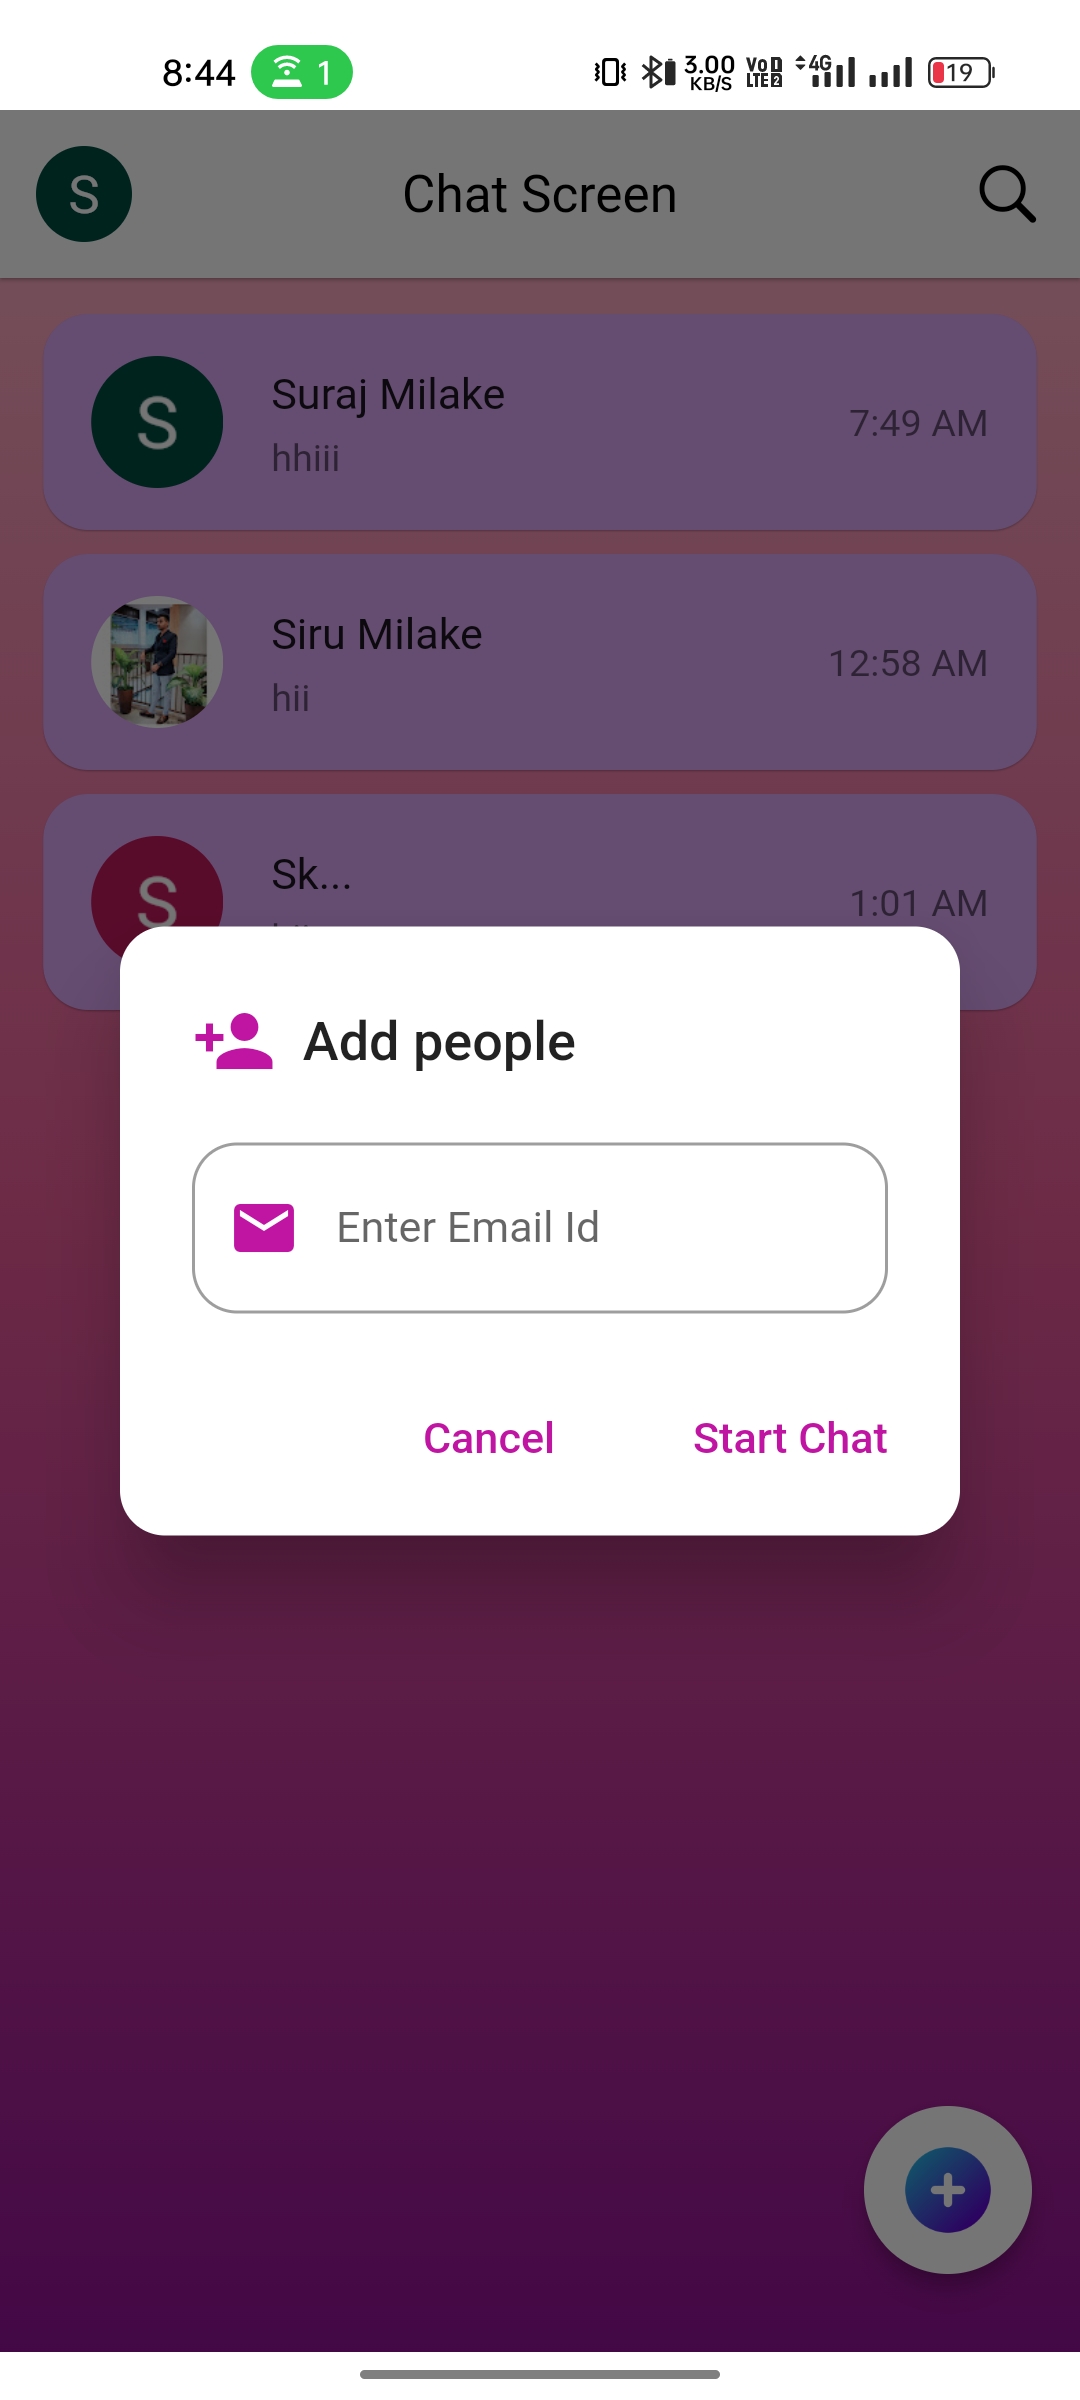 8:44 1 3.00 KB/S VoD LTE2 4G 19
S Chat Screen
S Suraj Milake 7:49 AM
hhiii
Siru Milake 12:58 AM
hii
S Sk... 1:01 AM
Add people
Enter Email Id
Cancel Start Chat